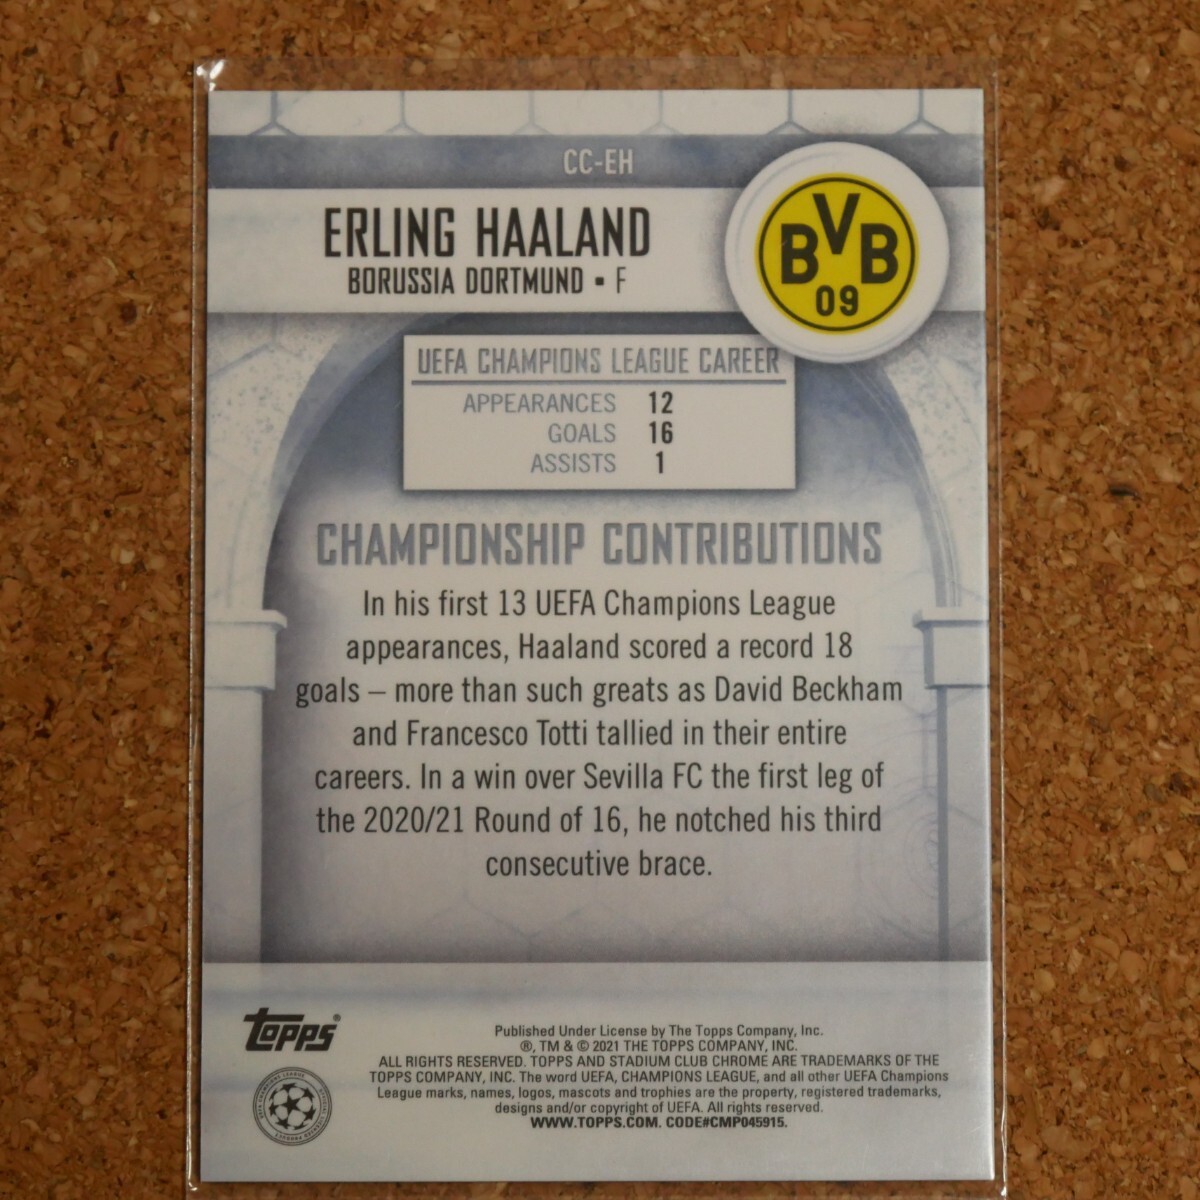 CC-EH
ERLING HAALAND
BORUSSIA DORTMUND ▪ F
BVB
09
UEFA CHAMPIONS LEAGUE CAREER
APPEARANCES 12
GOALS 16
ASSISTS 1
CHAMPIONSHIP CONTRIBUTIONS
In his first 13 UEFA Champions League
appearances, Haaland scored a record 18
goals – more than such greats as David Beckham
and Francesco Totti tallied in their entire
careers. In a win over Sevilla FC the first leg of
the 2020/21 Round of 16, he notched his third
consecutive brace.
Topps®
Published Under License by The Topps Company, Inc.
®, TM & © 2021 THE TOPPS COMPANY, INC.
ALL RIGHTS RESERVED. TOPPS AND STADIUM CLUB CHROME ARE TRADEMARKS OF THE
TOPPS COMPANY, INC. The word UEFA, CHAMPIONS LEAGUE, and all other UEFA Champions
League marks, names, logos, mascots and trophies are the property, registered trademarks,
designs and/or copyright of UEFA. All rights reserved.
WWW.TOPPS.COM. CODE#CMP045915.